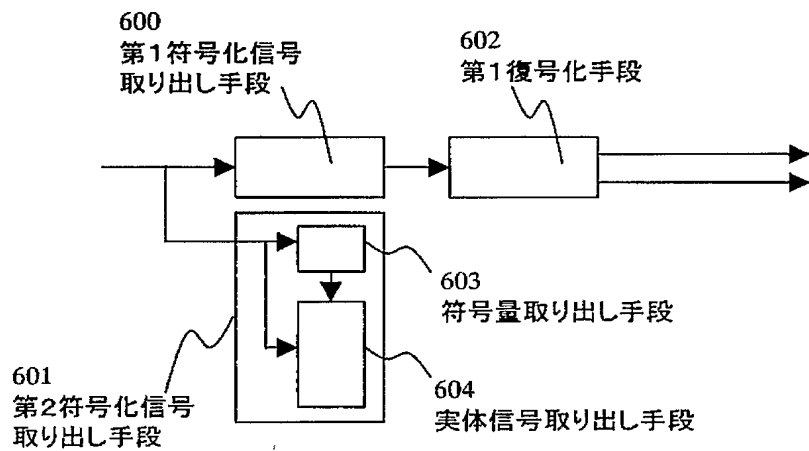 600
第1符号化信号
取り出し手段
602
第1復号化手段
603
符号量取り出し手段
601
第2符号化信号
取り出し手段
604
実体信号取り出し手段